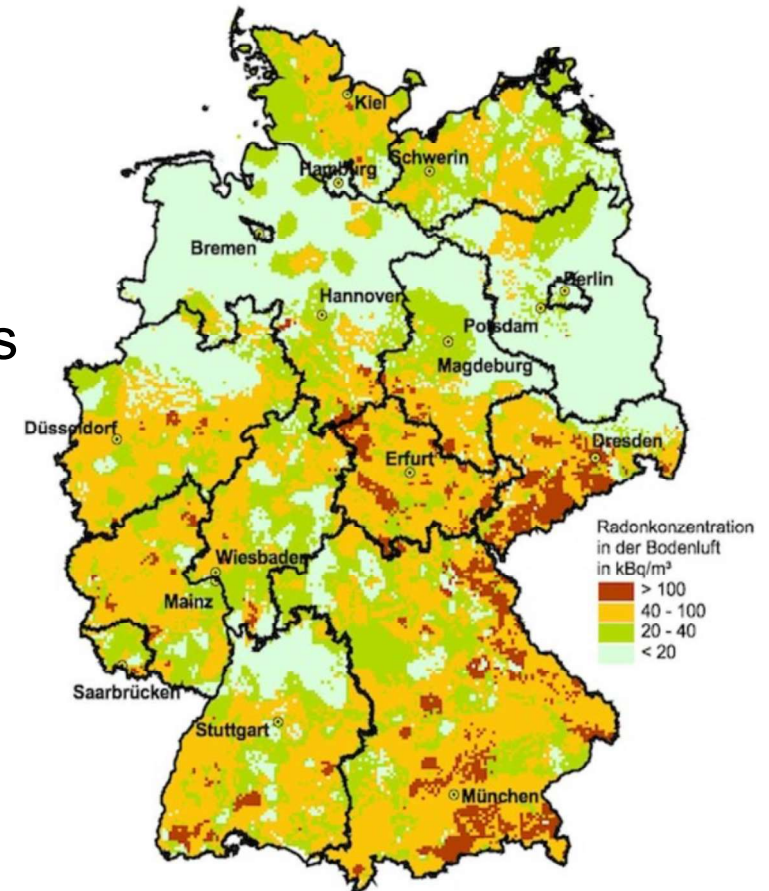 Kiel
Schwerin
Hamburg
Bremen
Berlin
Hannover
Potsdam
s
Magdeburg
Düsseldorf
Dresden
Erfurt
Radonkonzentration
in der Bodenluft
in kBq/m³
> 100
40 - 100
20 - 40
< 20
Wiesbaden
Mainz
Saarbrücken
Stuttgart
München